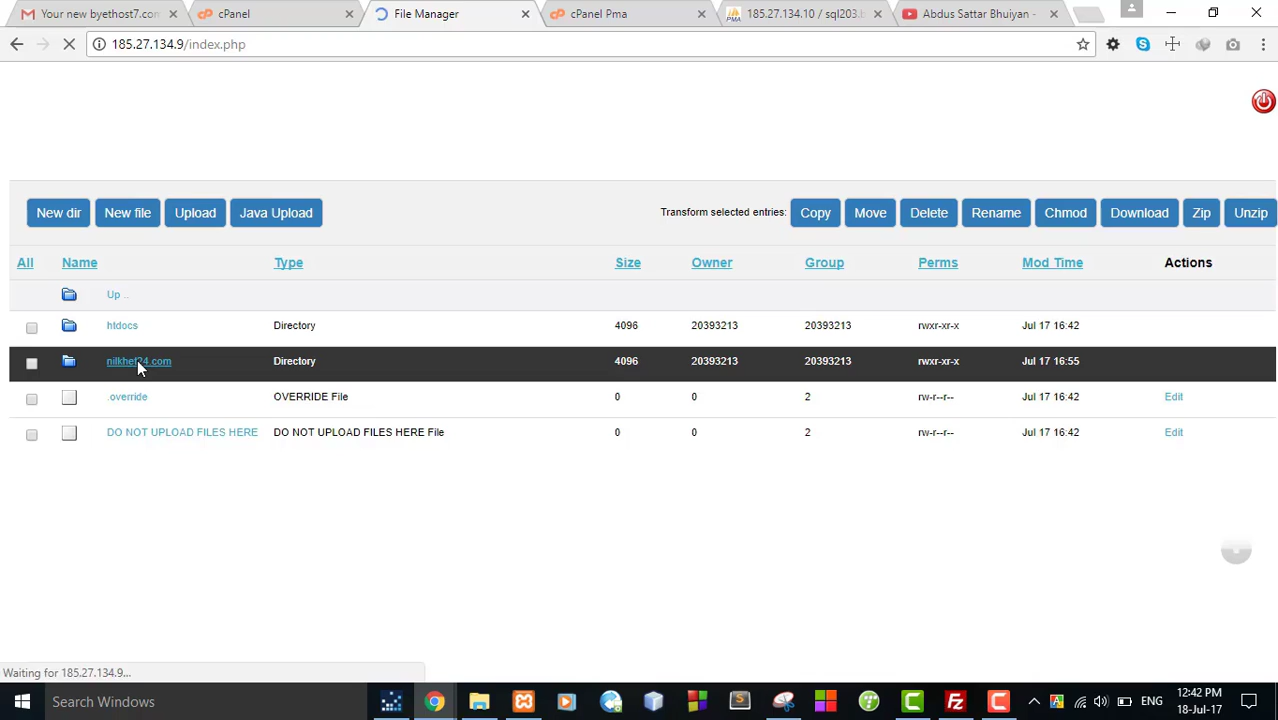 Your new byethost7.com
cPanel
File Manager
cPanel Pma
185.27.134.10 / sql203.
Abdus Sattar Bhuiyan -
185.27.134.9/index.php
New dir New file Upload Java Upload Transform selected entries: Copy Move Delete Rename Chmod Download Zip Unzip
All Name Type Size Owner Group Perms Mod Time Actions
Up ..
htdocs Directory 4096 20393213 20393213 rwxr-xr-x Jul 17 16:42
Directory 4096 20393213 20393213 rwxr-xr-x Jul 17 16:55
.override OVERRIDE File 0 0 2 rw-r--r-- Jul 17 16:42 Edit
DO NOT UPLOAD FILES HERE DO NOT UPLOAD FILES HERE File 0 0 2 rw-r--r-- Jul 17 16:42 Edit
Waiting for 185.27.134.9...
Search Windows
ENG
12:42 PM
18-Jul-17